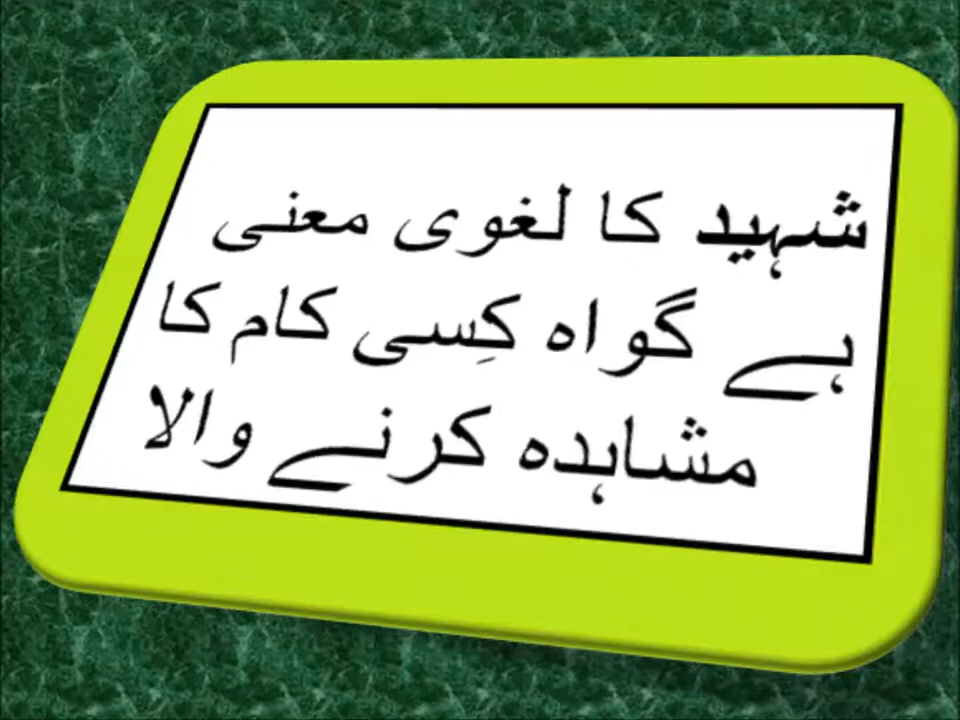 شہید کا لغوی معنی
ہے گواہ کِسی کام کا
مشاہدہ کرنے والا